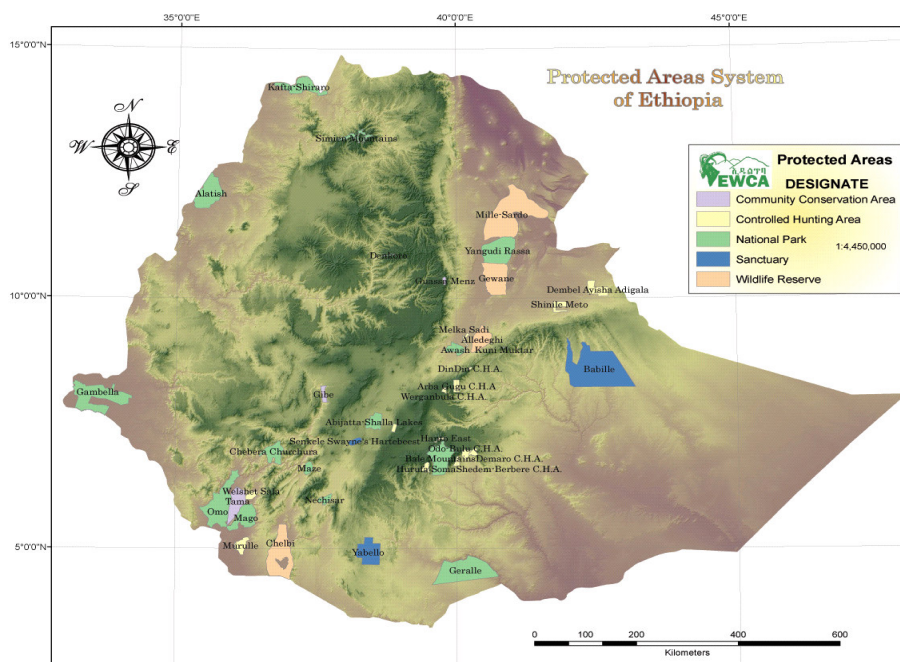 35°0'0"E
40°0'0"E
45°0'0"E
15°0'0"N
10°0'0"N
5°0'0"N
Protected Areas System
of Ethiopia
N
W
E
S
EWCA
Protected Areas
DESIGNATE
Community Conservation Area
Controlled Hunting Area
National Park
1:4,450,000
Sanctuary
Wildlife Reserve
Kafta-Shiraro
Simien Mountains
Alatish
Mille-Sardo
Denkoro
Yangudi Rassa
Guassa Menz
Gewane
Dembel Ayisha Adigala
Shinile Meto
Melka Sadi
Alledeghi
Awash
Kuni Muktar
DinDin C.H.A.
Babille
Arba Gugu C.H.A
Werganbula C.H.A.
Gambella
Gibe
Abijatta-Shalla Lakes
Senkele Swayne's Hartebeest
Hanto East
Odo Bulu C.H.A.
Chebera Churchura
Bale Mountains
Demaro C.H.A.
Maze
Hurufa Soma
Shedem Berbere C.H.A.
Welshet Sala
Tama
Nechisar
Omo
Mago
Murulle
Chelbi
Yabello
Geralle
0
100
200
400
600
Kilometers